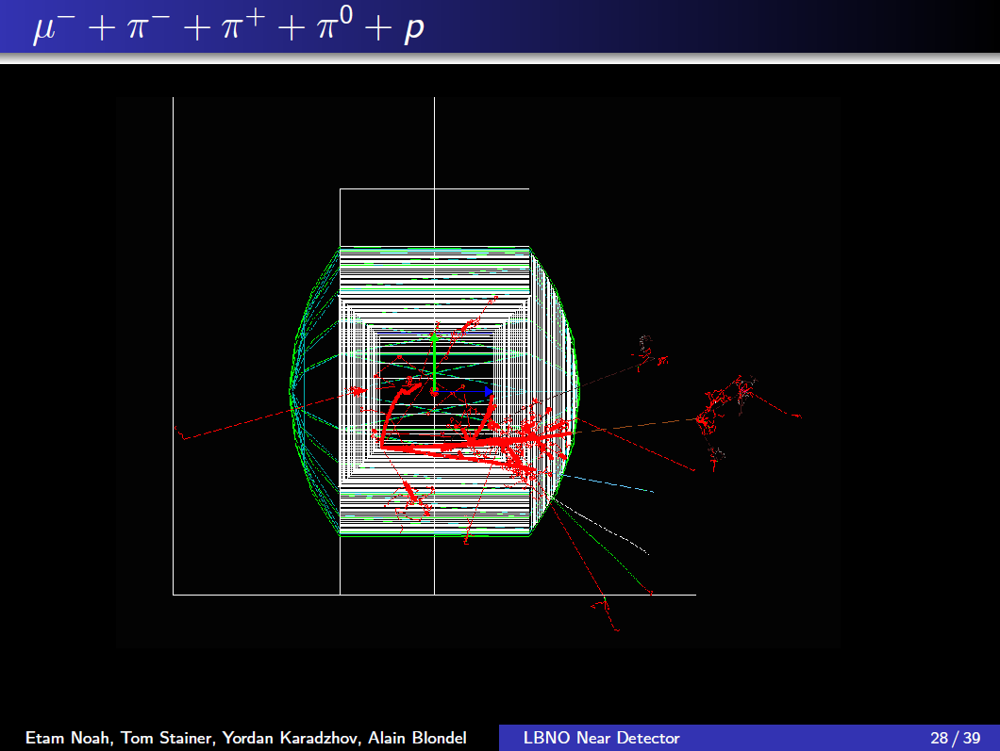 μ⁻ + π⁻ + π⁺ + π⁰ + p
Etam Noah, Tom Stainer, Yordan Karadzhov, Alain Blondel
LBNO Near Detector
28 / 39